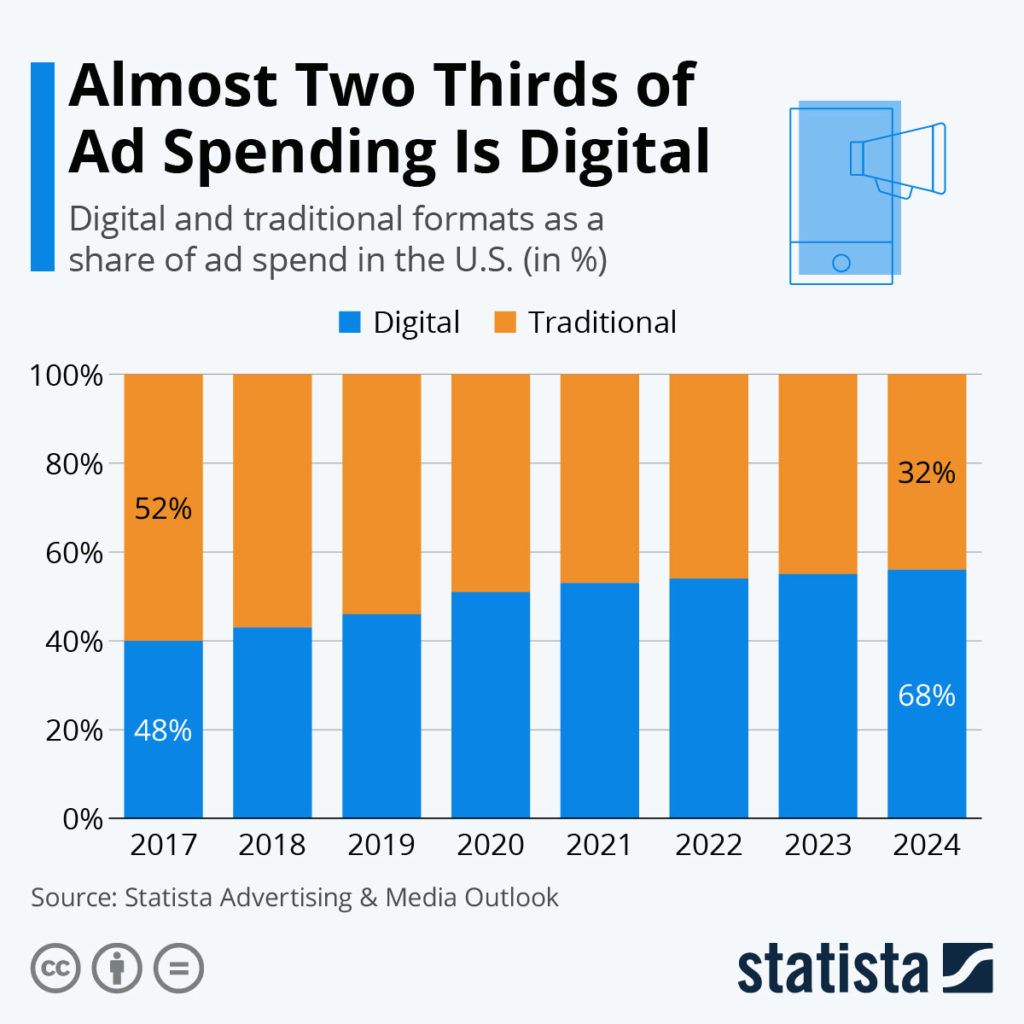 Almost Two Thirds of
Ad Spending Is Digital
Digital and traditional formats as a
share of ad spend in the U.S. (in %)
Digital Traditional
100%
80%
60%
40%
20%
0%
52%
48%
32%
68%
2017 2018 2019 2020 2021 2022 2023 2024
Source: Statista Advertising & Media Outlook
cc
statista